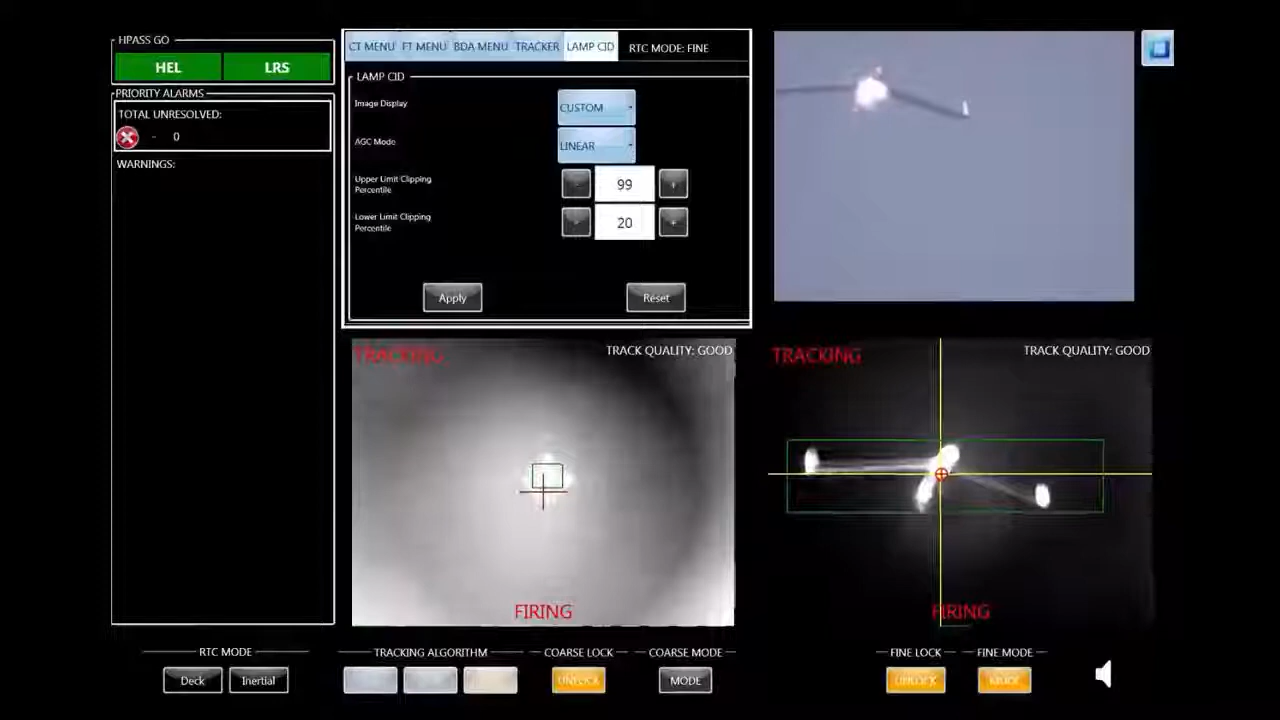 HPASS GO
HEL LRS
PRIORITY ALARMS
TOTAL UNRESOLVED:
- 0
WARNINGS:
CT MENU FT MENU BDA MENU TRACKER LAMP CID RTC MODE: FINE
LAMP CID
Image Display CUSTOM
AGC Mode LINEAR
Upper Limit Clipping
Percentile
- 99 +
Lower Limit Clipping
Percentile
- 20 +
Apply Reset
TRACKING
TRACK QUALITY: GOOD
FIRING
TRACKING
TRACK QUALITY: GOOD
FIRING
RTC MODE TRACKING ALGORITHM COARSE LOCK COARSE MODE FINE LOCK FINE MODE
Deck Inertial UNLOCK MODE UNLOCK